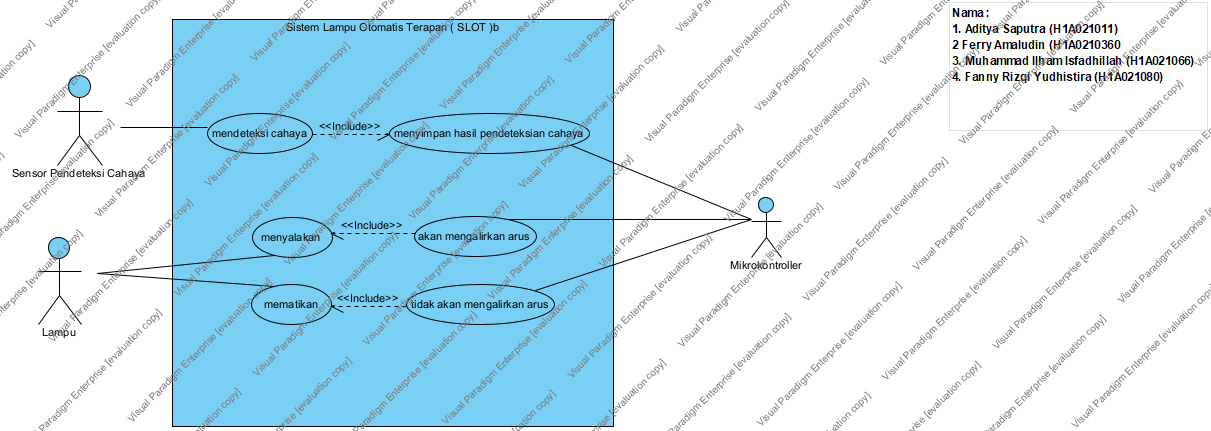 Sistem Lampu Otomatis Terapan ( SLOT )b
Nama :
1. Aditya Saputra (H1A021011)
2 Ferry Amaludin (H1A0210360
3. Muhammad Ilham Isfadhillah (H1A021066)
4. Fanny Rizqi Yudhistira (H1A021080)
mendeteksi cahaya
<<Include>>
menyimpan hasil pendeteksian cahaya
Sensor Pendeteksi Cahaya
menyalakan
<<Include>>
akan mengalirkan arus
Mikrokontroller
mematikan
<<Include>>
tidak akan mengalirkan arus
Lampu
Visual Paradigm Enterprise [evaluation copy]